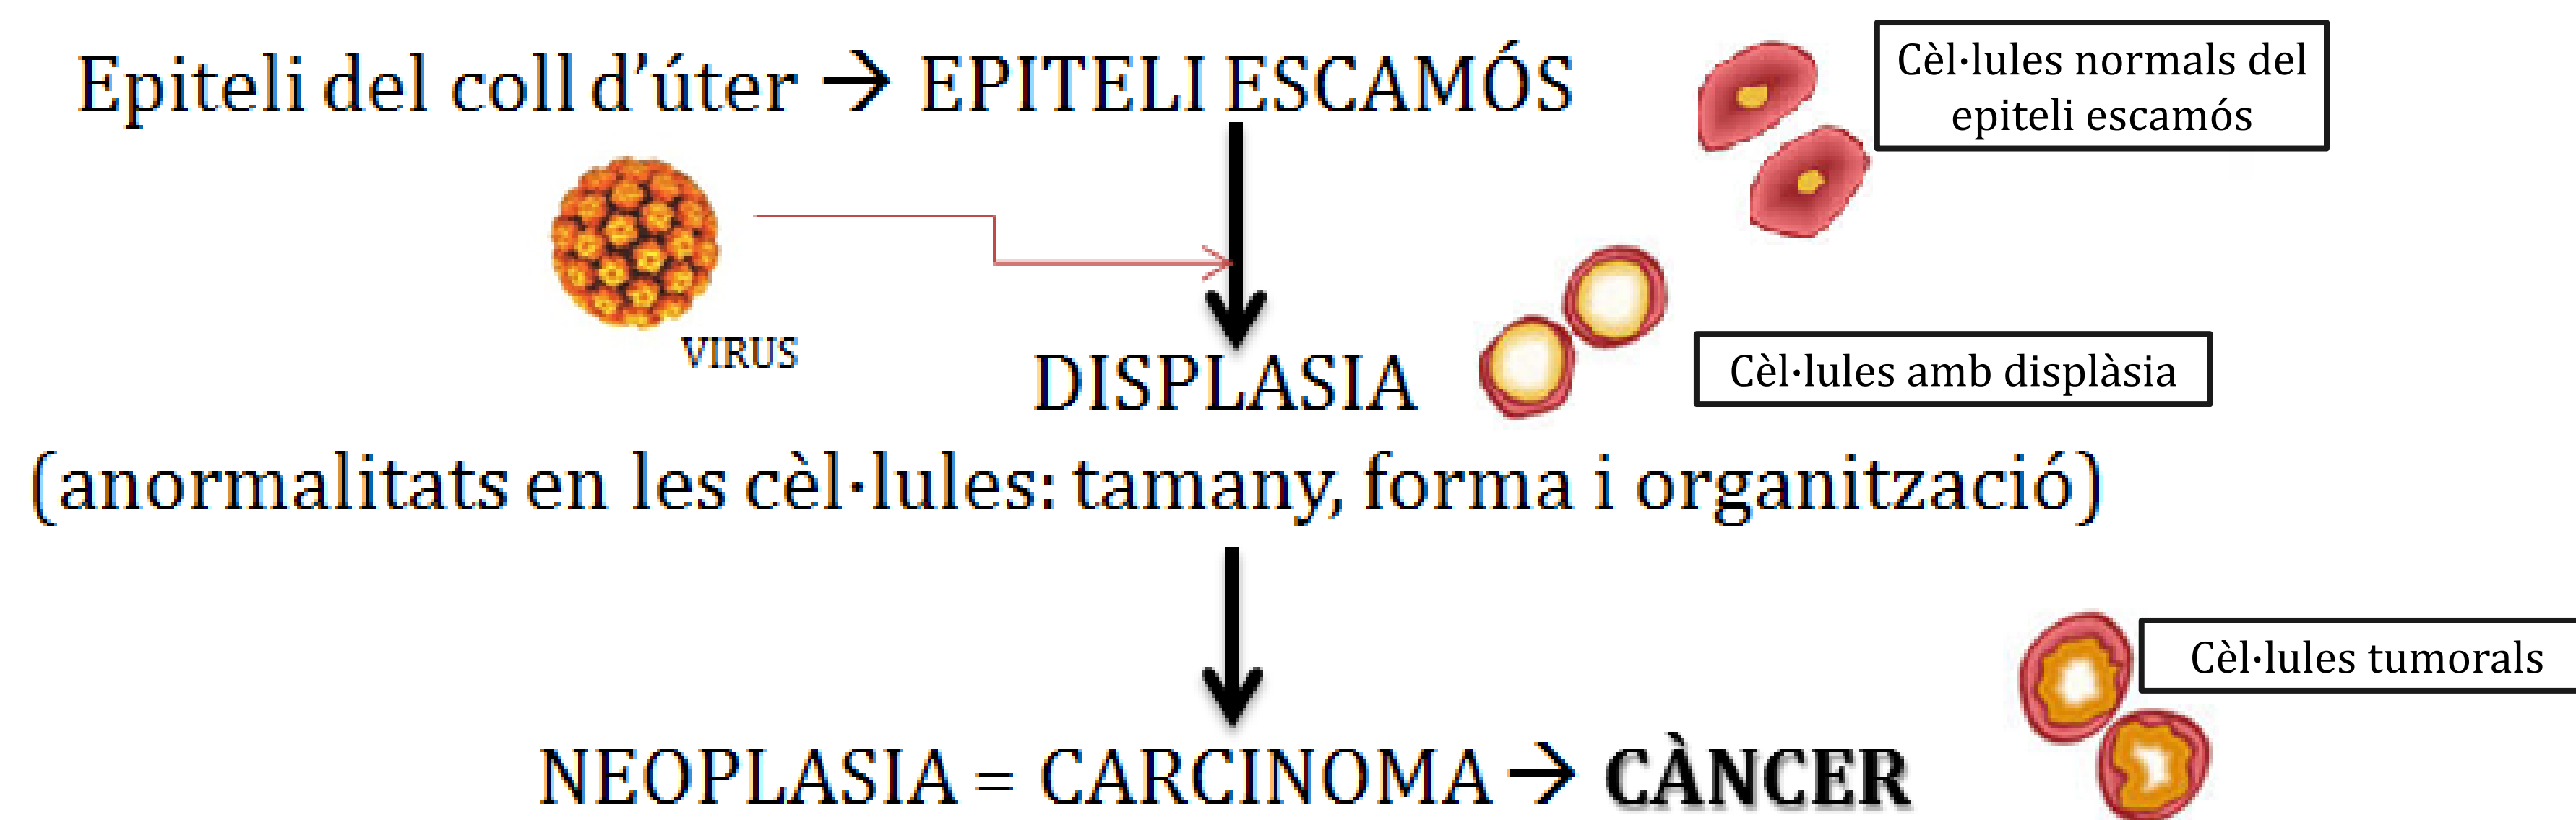 Epiteli del coll d’úter → EPITELI ESCAMÓS
Cèl·lules normals del
epiteli escamós
VIRUS
DISPLASIA
Cèl·lules amb displàsia
(anormalitats en les cèl·lules: tamany, forma i organització)
Cèl·lules tumorals
NEOPLASIA = CARCINOMA → CÀNCER